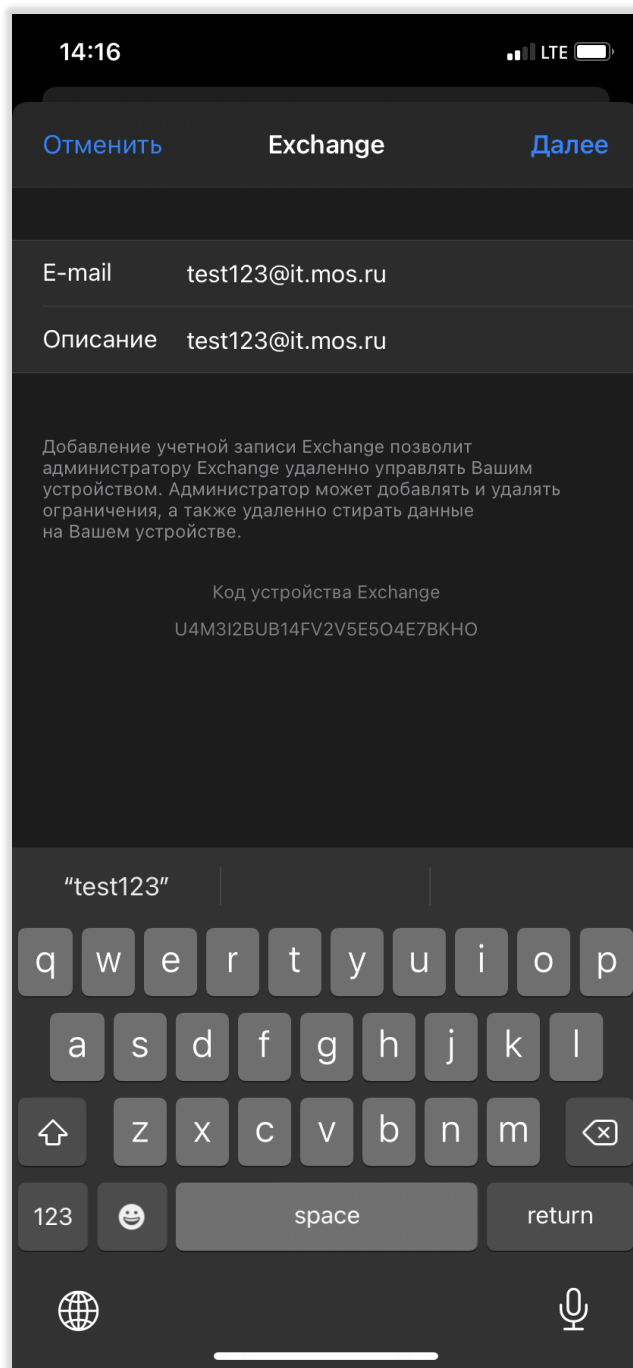 14:16 LTE
Отменить Exchange Далее
E-mail test123@it.mos.ru
Описание test123@it.mos.ru
Добавление учетной записи Exchange позволит
администратору Exchange удаленно управлять Вашим
устройством. Администратор может добавлять и удалять
ограничения, а также удаленно стирать данные
на Вашем устройстве.
Код устройства Exchange
U4M3I2BUB14FV2V5E5O4E7BKHO
“test123”
q w e r t y u i o p
a s d f g h j k l
z x c v b n m
123 space return